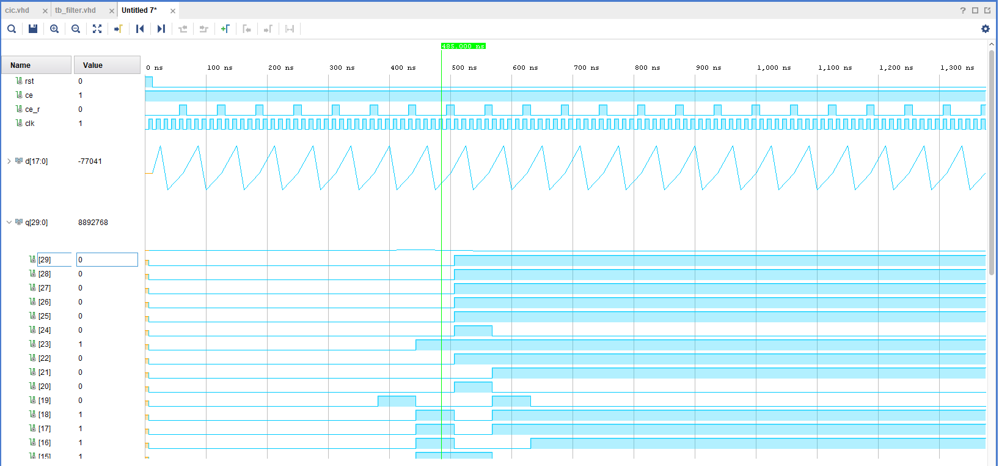 cic.vhd × tb_filter.vhd × Untitled 7* × ?
485.000 ns
Name Value 0 ns 100 ns 200 ns 300 ns 400 ns 500 ns 600 ns 700 ns 800 ns 900 ns 1,000 ns 1,100 ns 1,200 ns 1,300 ns
rst 0
ce 1
ce_r 0
clk 1
d[17:0] -77041
q[29:0] 8892768
[29] 0
[28] 0
[27] 0
[26] 0
[25] 0
[24] 0
[23] 1
[22] 0
[21] 0
[20] 0
[19] 0
[18] 1
[17] 1
[16] 1
[15] 1